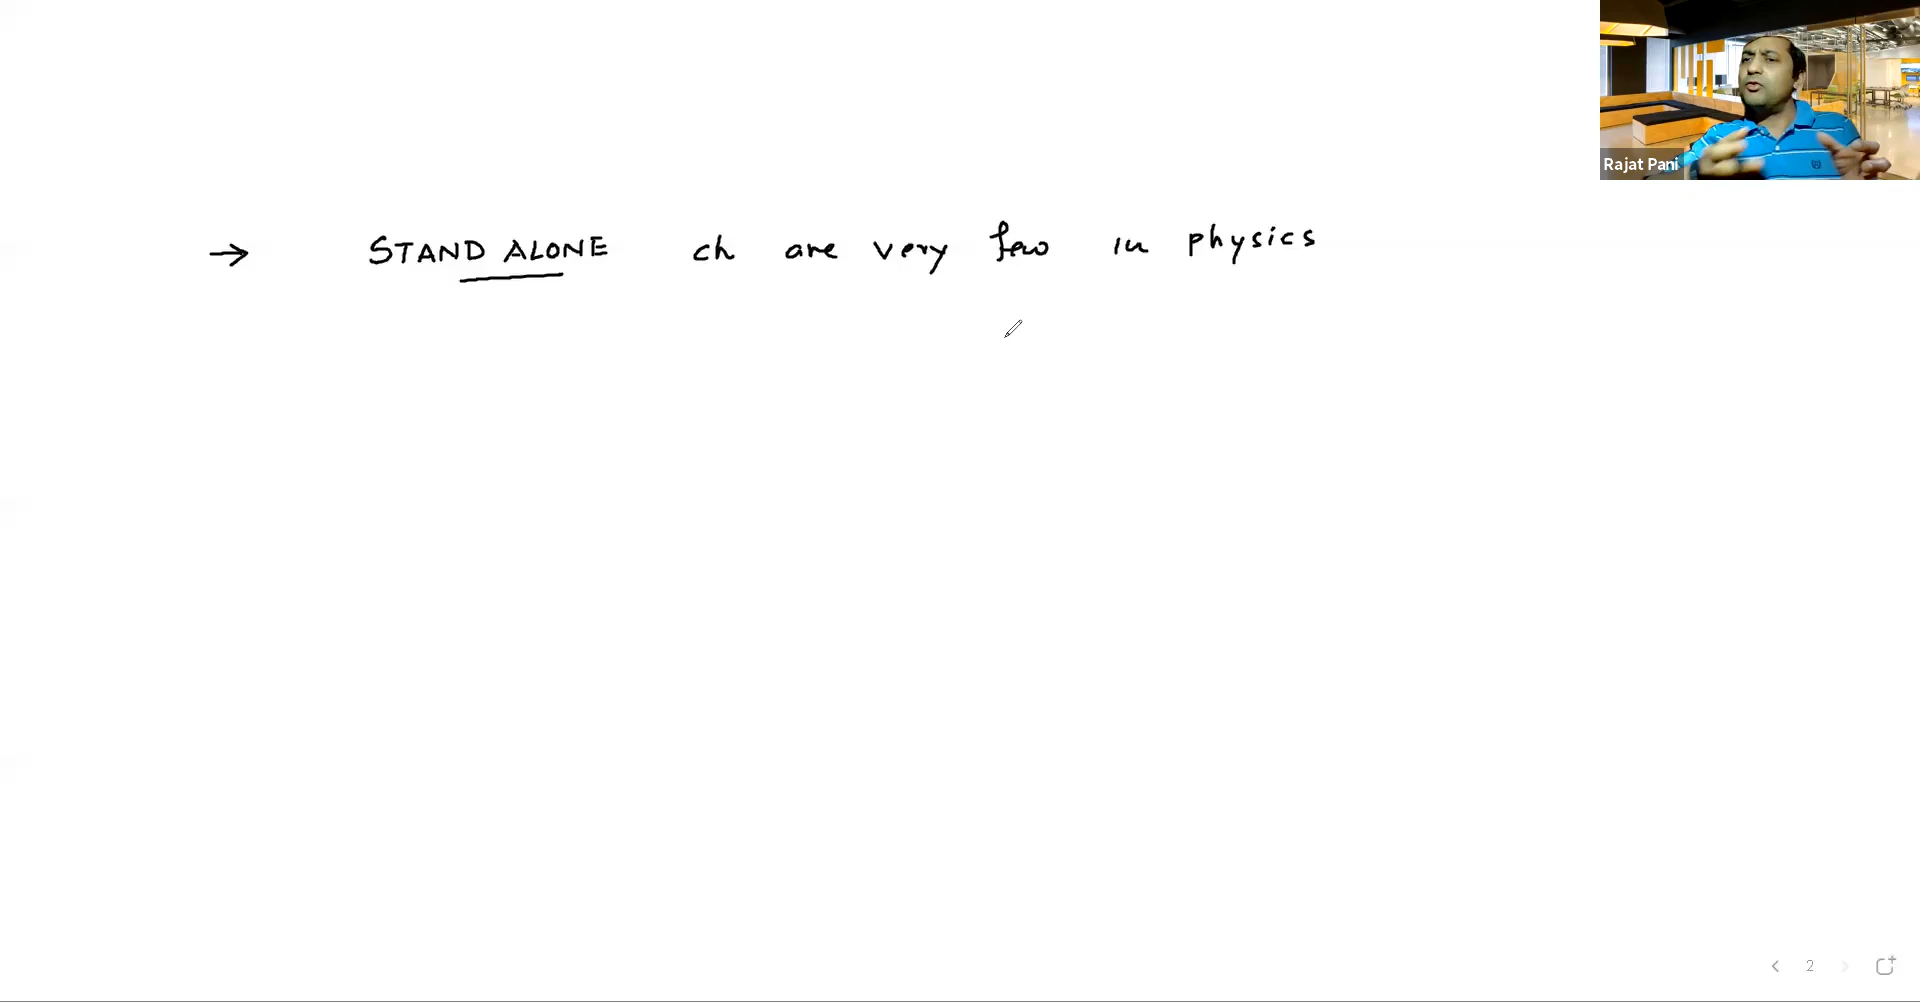 Rajat Pani
→ STAND ALONE ch are very few in physics
2